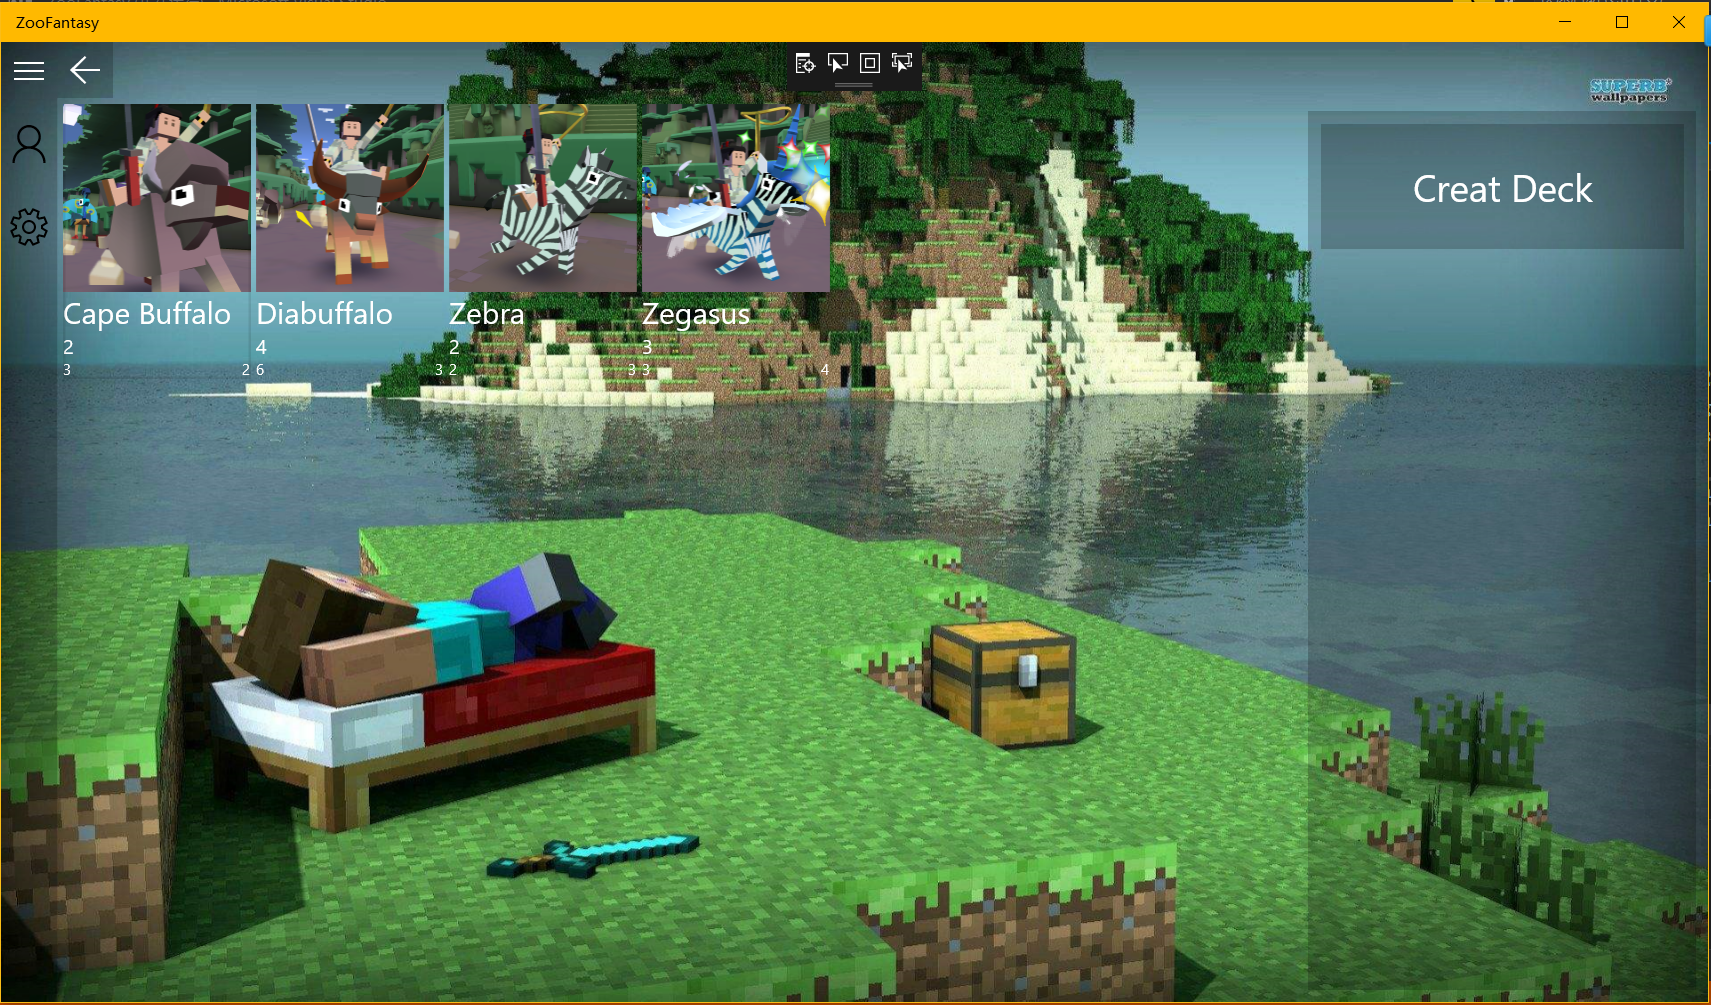 ZooFantasy
SUPERB
wallpapers
Creat Deck
Cape Buffalo
2
3 2
Diabuffalo
4
6 3
Zebra
2
2 3
Zegasus
3
3 4